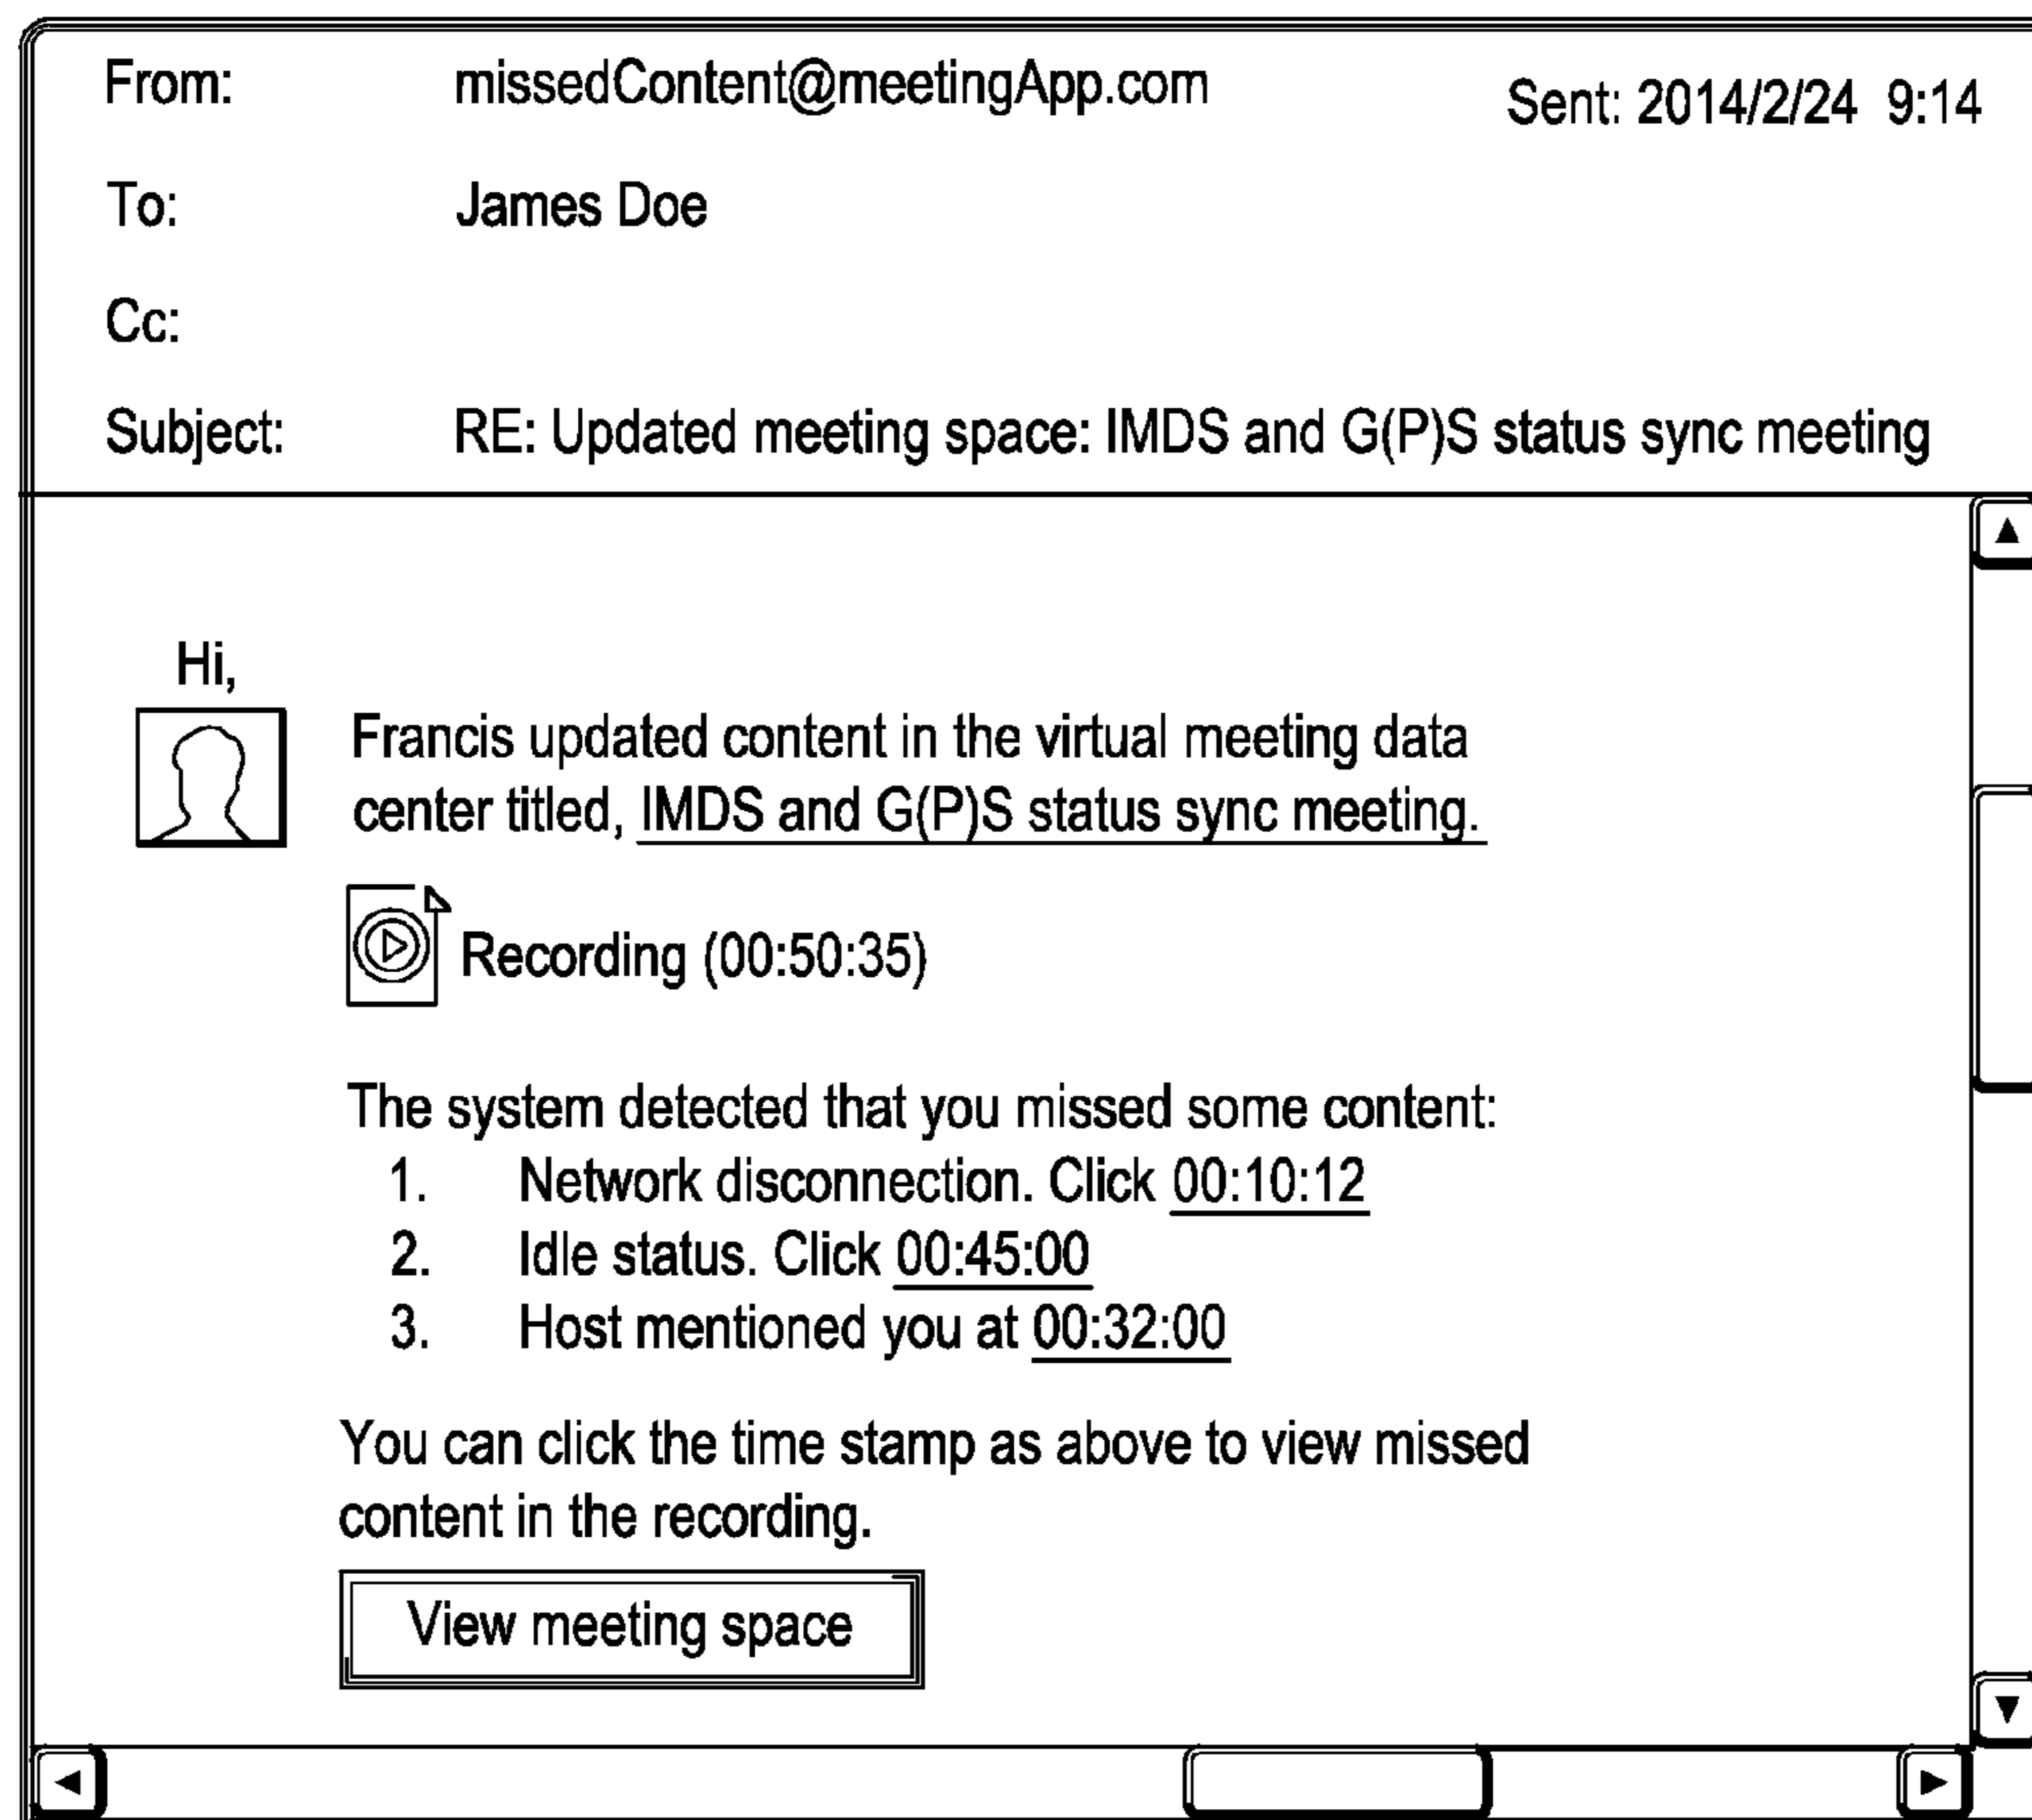 From: missedContent@meetingApp.com Sent: 2014/2/24 9:14
To: James Doe
Cc:
Subject: RE: Updated meeting space: IMDS and G(P)S status sync meeting
Hi,
Francis updated content in the virtual meeting data
center titled, IMDS and G(P)S status sync meeting.
Recording (00:50:35)
The system detected that you missed some content:
1. Network disconnection. Click 00:10:12
2. Idle status. Click 00:45:00
3. Host mentioned you at 00:32:00
You can click the time stamp as above to view missed
content in the recording.
View meeting space